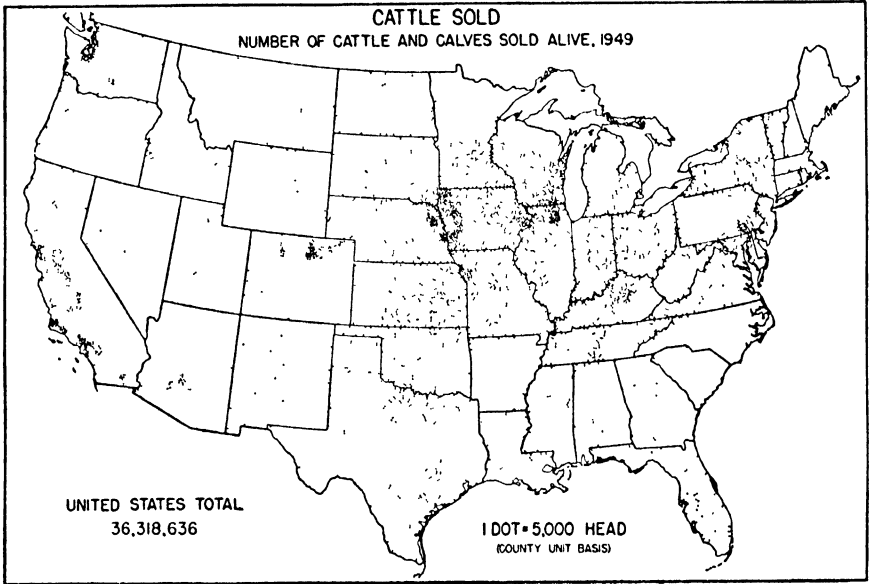 CATTLE SOLD
NUMBER OF CATTLE AND CALVES SOLD ALIVE, 1949
UNITED STATES TOTAL
36,318,636
1 DOT = 5,000 HEAD
(COUNTY UNIT BASIS)